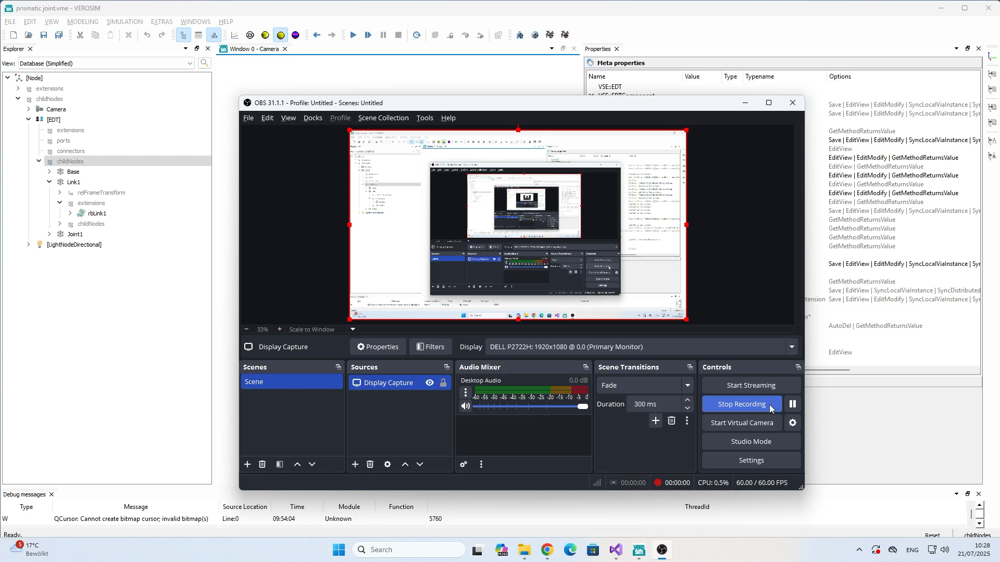 prismatic joint.vme - VEROSIM
FILE EDIT VIEW MODELING SIMULATION EXTRAS WINDOWS HELP
Explorer
Window 0 - Camera
Properties
View: Database (Simplified)
Meta properties
Name Value Type Typename Options
[Node]
extensions
childNodes
Camera
[EDT]
extensions
ports
connectors
childNodes
Base
Link1
relFrameTransform
extensions
rbLink1
childNodes
Joint1
[LightNodeDirectional]
VSE::EDT
OBS 31.1.1 - Profile: Untitled - Scenes: Untitled
File Edit View Docks Profile Scene Collection Tools Help
Save | EditView | EditModify | SyncLocalViaInstance | Syn
Save | EditView | EditModify | SyncLocalViaInstance | Syn
GetMethodReturnsValue
Save | EditView | EditModify | SyncLocalViaInstance | Syn
EditView
EditView | EditModify | GetMethodReturnsValue
EditView | GetMethodReturnsValue
EditView | EditModify | GetMethodReturnsValue
EditView | GetMethodReturnsValue
EditView | EditModify | GetMethodReturnsValue
EditView | GetMethodReturnsValue
Save | EditView | EditModify | SyncLocalViaInstance | Syn
GetMethodReturnsValue
GetMethodReturnsValue
GetMethodReturnsValue
GetMethodReturnsValue
Save | EditView | EditModify | SyncLocalViaInstance | Syn
GetMethodReturnsValue
Save | EditView | SyncLocalViaInstance | SyncDistributed
Extension Save | EditView | EditModify | SyncLocalViaInstance | Syn
AutoDel | GetMethodReturnsValue
EditView
33% Scale to Window
Display Capture Properties Filters Display DELL P2722H: 1920x1080 @ 0,0 (Primary Monitor)
Scenes
Scene
Sources
Display Capture
Audio Mixer
Desktop Audio 0.0 dB
-60 -55 -50 -45 -40 -35 -30 -25 -20 -15 -10 -5 0
Scene Transitions
Fade
Duration 300 ms
Controls
Start Streaming
Stop Recording
Start Virtual Camera
Studio Mode
Settings
00:00:00 00:00:00 CPU: 0.5% 60.00 / 60.00 FPS
Debug messages
Type Message Source Location Time Module Function ThreadId
W QCursor: Cannot create bitmap cursor; invalid bitmap(s) Line:0 09:54:04 Unknown 5760
Ready. Reset childNodes
5 17°C
Bewölkt
Search
M365
VERO
SIM
ENG
10:28
21/07/2025